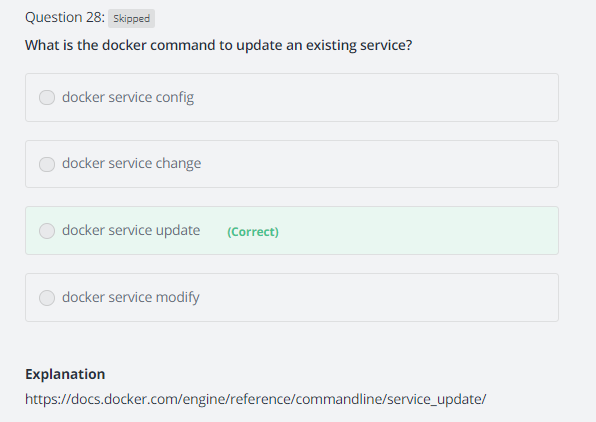 Question 28: Skipped
What is the docker command to update an existing service?
docker service config
docker service change
docker service update (Correct)
docker service modify
Explanation
https://docs.docker.com/engine/reference/commandline/service_update/